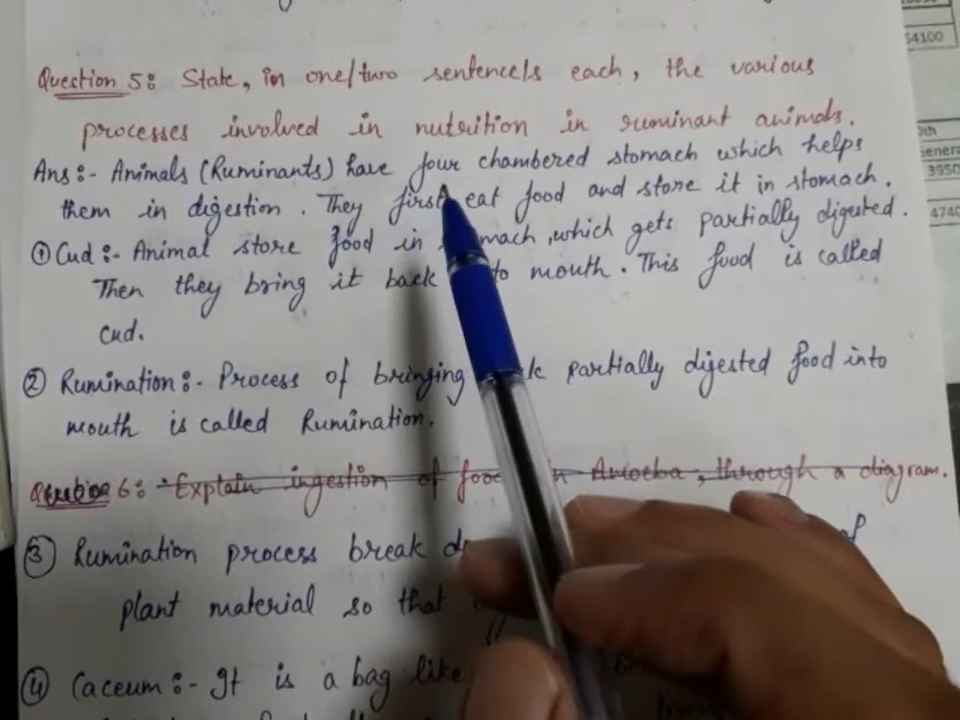 54100
Question 5: State, in one/two sentence/s each, the various
processes involved in nutrition in ruminant animals.
Ans:- Animals (Ruminants) have four chambered stomach which helps
them in digestion. They first eat food and store it in stomach.
① Cud :- Animal store food in which gets partially digested.
Then they bring it back to mouth. This food is called
Cud.
② Rumination:- Process of bringing partially digested food into
mouth is called Rumination.
6: Explain ingestion of Amoeba, through a diagram.
③ Rumination process break of
plant material so that
④ Caceum:- It is a bag like
3950
4740